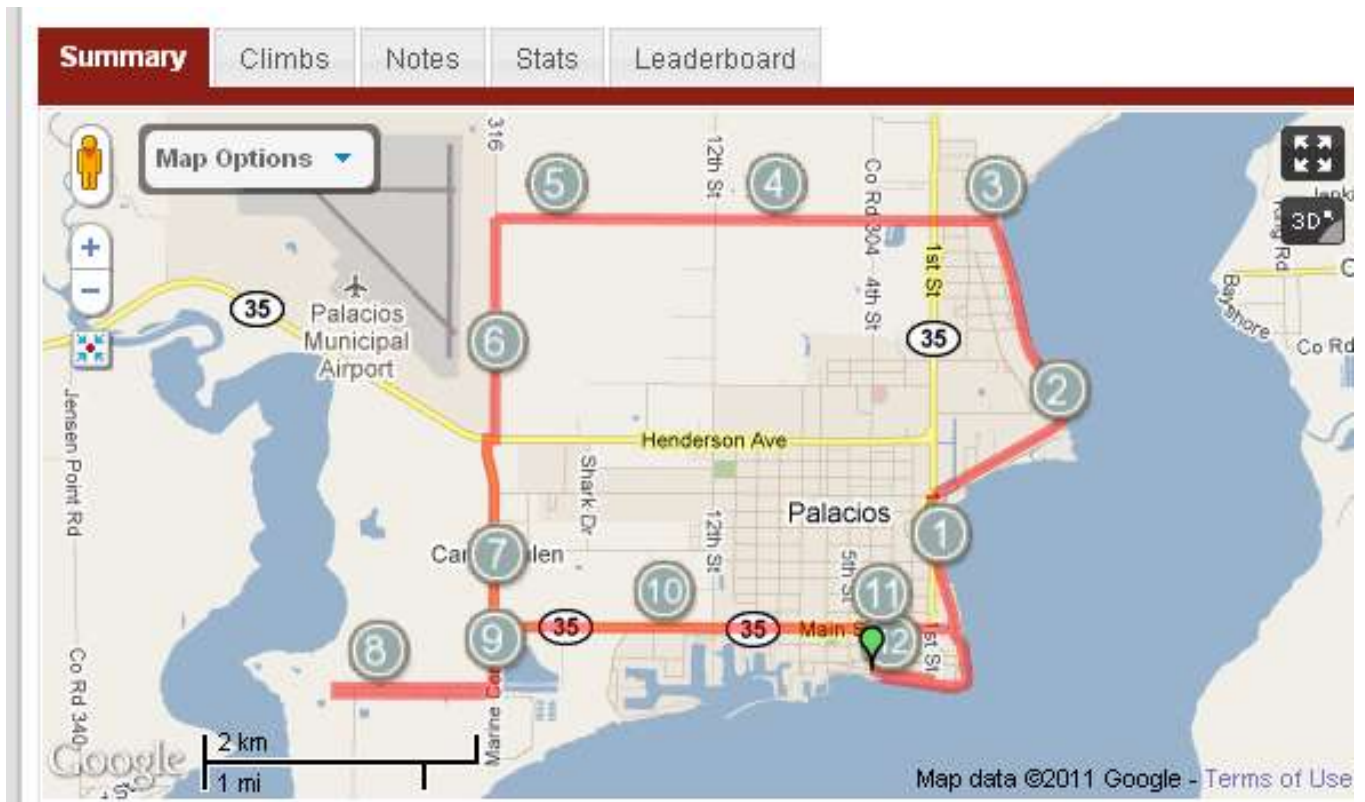 Summary
Climbs
Notes
Stats
Leaderboard
Map Options
316
5
12th St
4
Co Rd 304
3
3D
Rd
1st St
4th St
35
Palacios
Municipal
Airport
6
35
Bayshore
Co Rd
2
Jensen Point Rd
Henderson Ave
Shark Dr
Palacios
1
12th St
7
5th St
10
11
35
35
Main
12
1st St
9
8
Co Rd 340
Marne
Google
2 km
1 mi
Map data ©2011 Google - Terms of Use